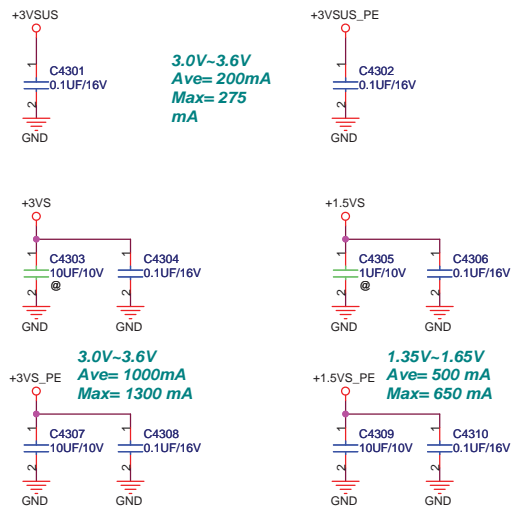 +3VSUS
1
C4301
0.1UF/16V
2
GND
3.0V~3.6V
Ave= 200mA
Max= 275
mA
+3VSUS_PE
1
C4302
0.1UF/16V
2
GND
+3VS
1
C4303
10UF/10V
@
2
GND
1
C4304
0.1UF/16V
2
GND
+1.5VS
1
C4305
1UF/10V
@
2
GND
1
C4306
0.1UF/16V
2
GND
3.0V~3.6V
Ave= 1000mA
Max= 1300 mA
+3VS_PE
1
C4307
10UF/10V
2
GND
1
C4308
0.1UF/16V
2
GND
1.35V~1.65V
Ave= 500 mA
Max= 650 mA
+1.5VS_PE
1
C4309
10UF/10V
2
GND
1
C4310
0.1UF/16V
2
GND